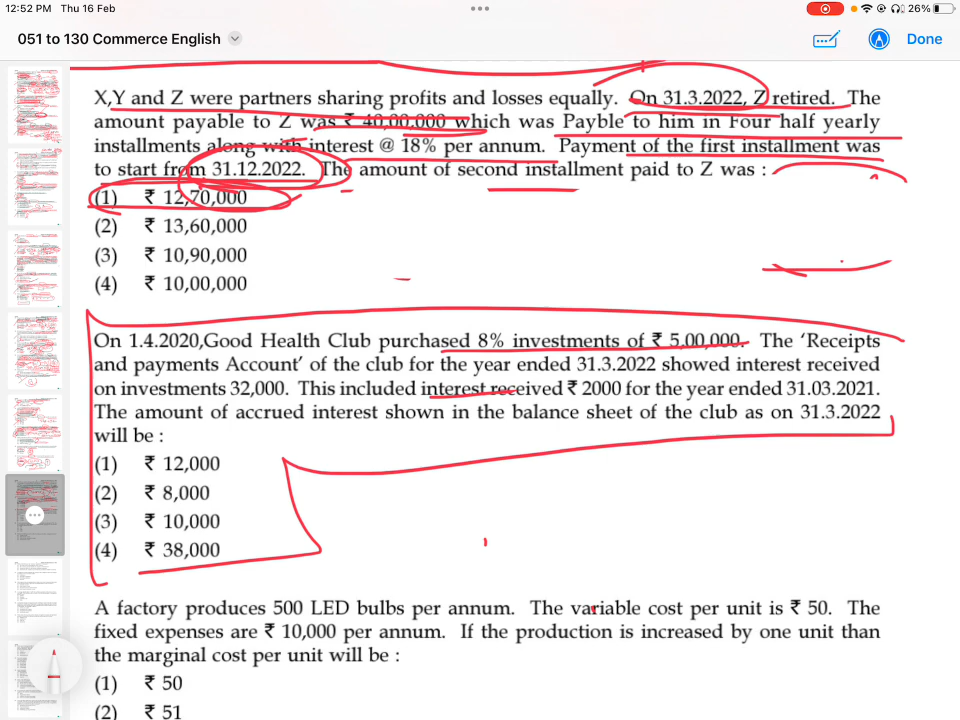 12:52 PM Thu 16 Feb
26%
051 to 130 Commerce English
Done
X,Y and Z were partners sharing profits and losses equally. On 31.3.2022, Z retired. The
amount payable to Z was ₹ 40,00,000 which was Payble to him in Four half yearly
installments along with interest @ 18% per annum. Payment of the first installment was
to start from 31.12.2022. The amount of second installment paid to Z was :
(1) ₹ 12,70,000
(2) ₹ 13,60,000
(3) ₹ 10,90,000
(4) ₹ 10,00,000
On 1.4.2020,Good Health Club purchased 8% investments of ₹ 5,00,000. The ‘Receipts
and payments Account’ of the club for the year ended 31.3.2022 showed interest received
on investments 32,000. This included interest received ₹ 2000 for the year ended 31.03.2021.
The amount of accrued interest shown in the balance sheet of the club as on 31.3.2022
will be :
(1) ₹ 12,000
(2) ₹ 8,000
(3) ₹ 10,000
(4) ₹ 38,000
A factory produces 500 LED bulbs per annum. The variable cost per unit is ₹ 50. The
fixed expenses are ₹ 10,000 per annum. If the production is increased by one unit than
the marginal cost per unit will be :
(1) ₹ 50
(2) ₹ 51